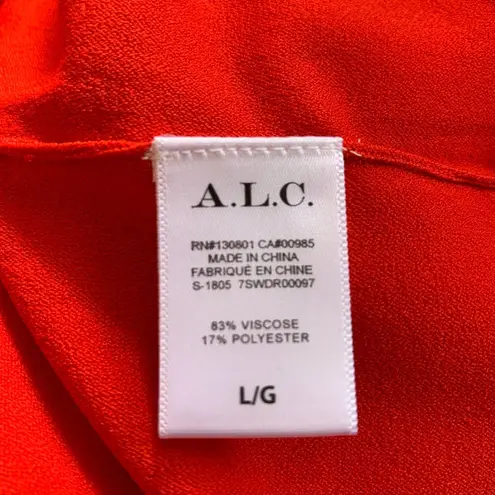 A.L.C.
RN#130801 CA#00985
MADE IN CHINA
FABRIQUÉ EN CHINE
S-1805 7SWDR00097
83% VISCOSE
17% POLYESTER
L/G